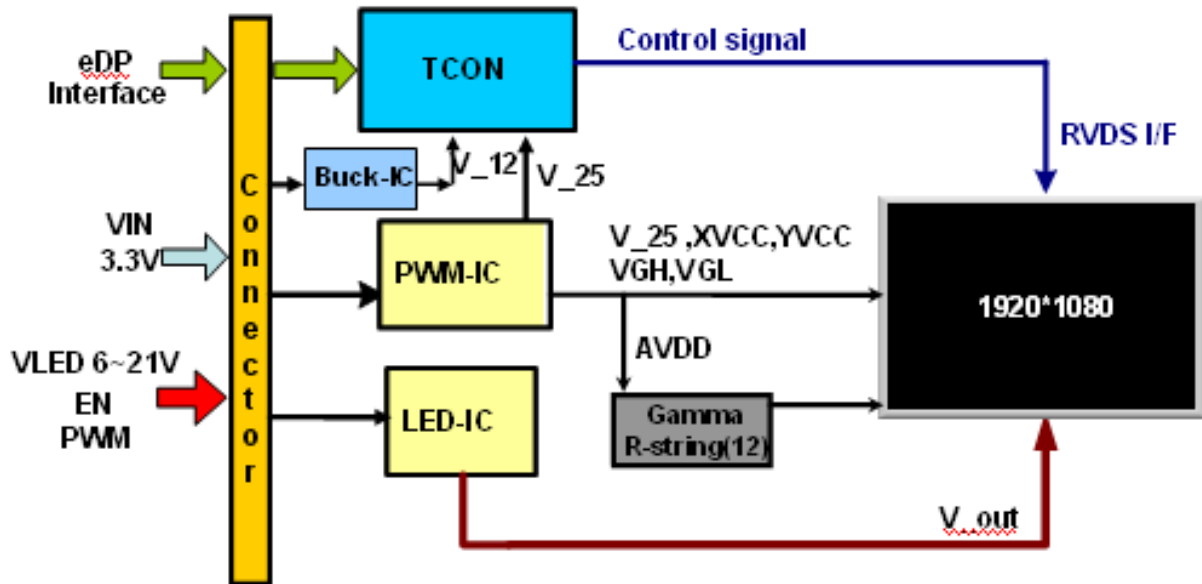 eDP
Interface
VIN
3.3V
VLED 6~21V
EN
PWM
Connector
TCON
Control signal
RVDS I/F
Buck-IC
V_12
V_25
PWM-IC
V_25 ,XVCC,YVCC
VGH,VGL
AVDD
1920*1080
LED-IC
Gamma
R-string(12)
V_out